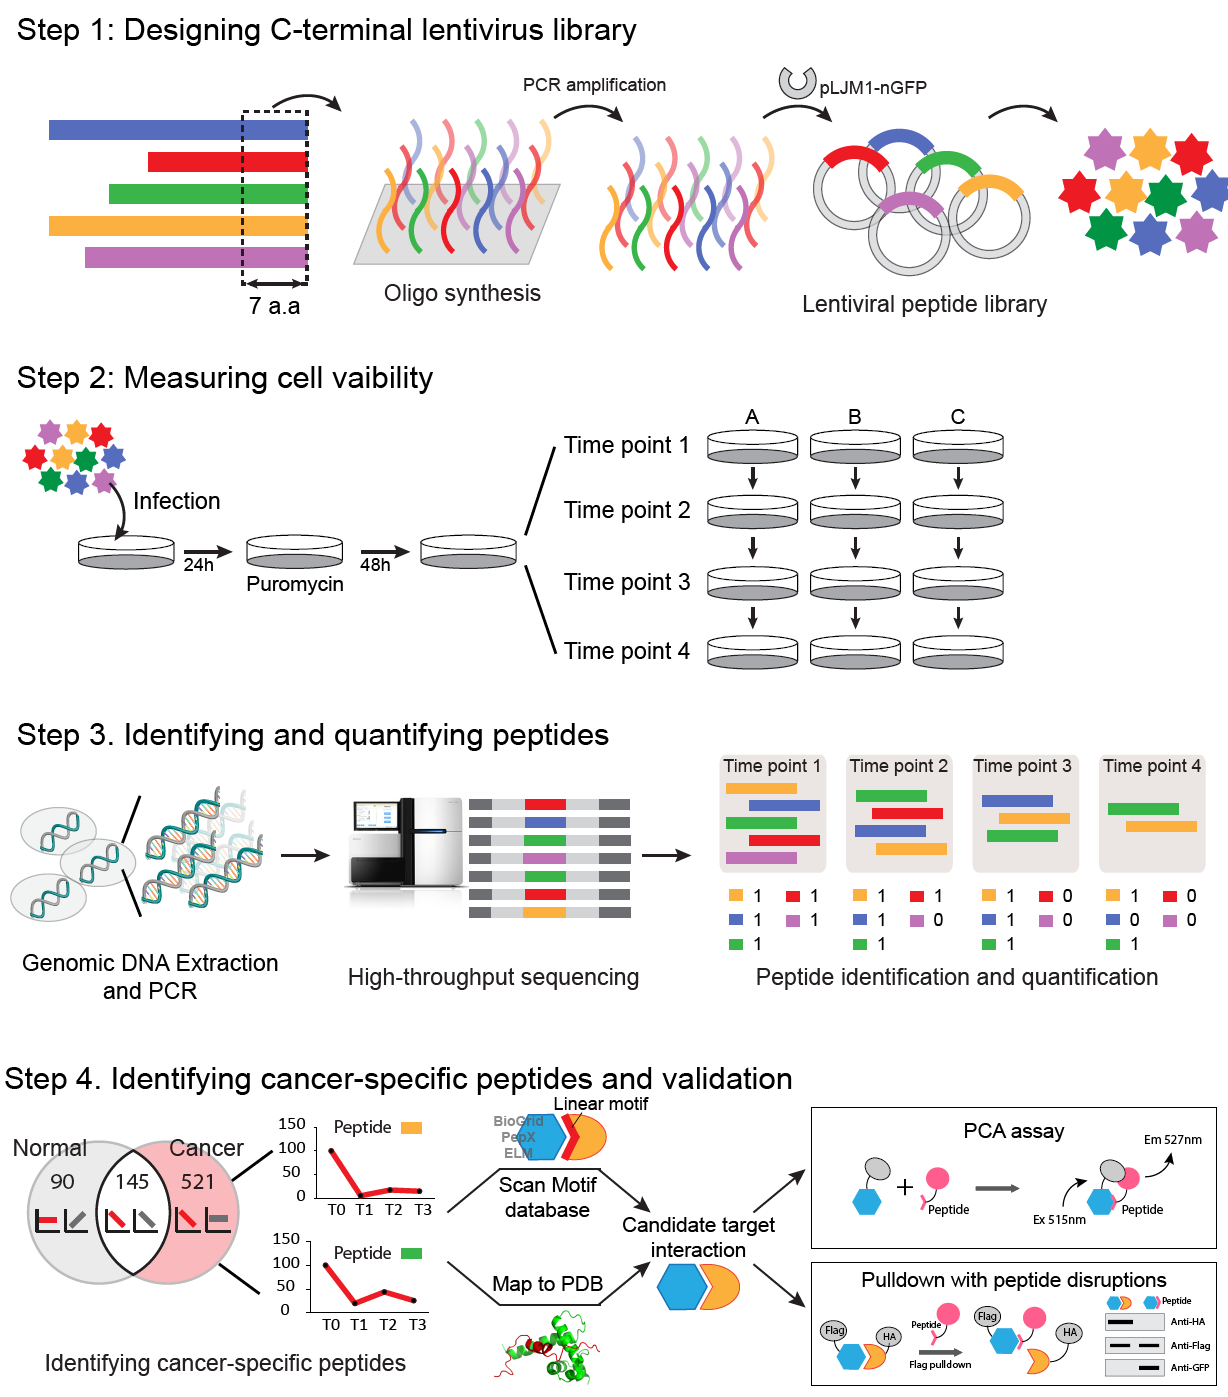 Step 1: Designing C-terminal lentivirus library
PCR amplification
pLJM1-nGFP
7 a.a
Oligo synthesis
Lentiviral peptide library
Step 2: Measuring cell vaibility
A B C
Time point 1
Infection
Time point 2
24h
Puromycin
48h
Time point 3
Time point 4
Step 3. Identifying and quantifying peptides
Time point 1 Time point 2 Time point 3 Time point 4
1 1 1 1 1 0 1 0
1 1 1 0 1 0 0 0
1 1 1 1
Genomic DNA Extraction
and PCR
High-throughput sequencing
Peptide identification and quantification
Step 4. Identifying cancer-specific peptides and validation
Normal Cancer
90 145 521
150
100
50
0
Peptide
T0 T1 T2 T3
150
100
50
0
Peptide
T0 T1 T2 T3
Identifying cancer-specific peptides
Linear motif
BioGrid
PepX
ELM
Scan Motif
database
Map to PDB
Candidate target
interaction
PCA assay
Em 527nm
Peptide
Ex 515nm
Peptide
Pulldown with peptide disruptions
Flag
HA
Peptide
Flag pulldown
Flag
HA
Peptide
Anti-HA
Anti-Flag
Anti-GFP